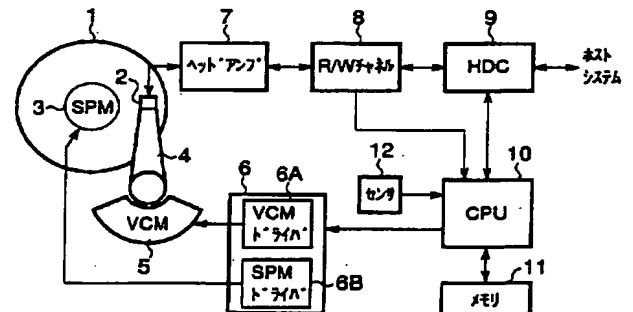 1
7
8
9
2
3
SPM
ヘッドアンプ
R/Wチャネル
HDC
ホスト
システム
4
12
10
6
6A
センサ
CPU
VCM
VCM
ドライバ
5
SPM
ドライバ
6B
11
メモリ